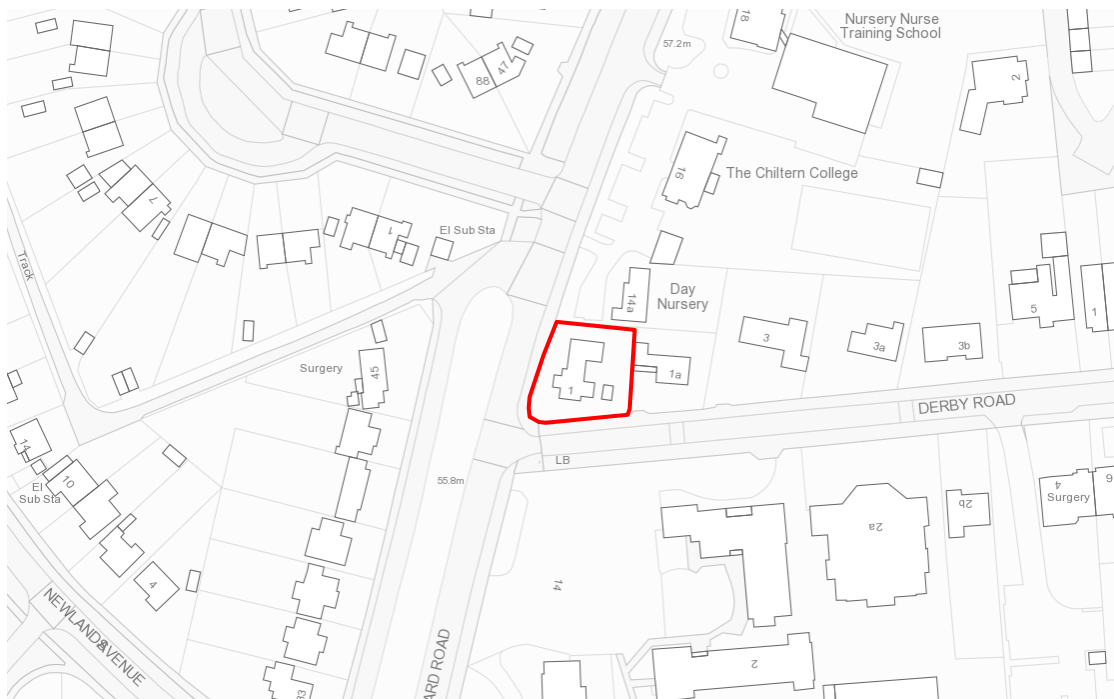 Nursery Nurse
Training School
18
57.2m
47
88
2
The Chiltern College
16
7
1
El Sub Sta
Track
Day
Nursery
14a
5
1
3
3a
3b
Surgery
45
1a
1
DERBY ROAD
LB
14
10
El
Sub Sta
55.8m
4
Surgery
6
2b
2a
4
14
NEWLANDS AVENUE
ARD ROAD
2
33